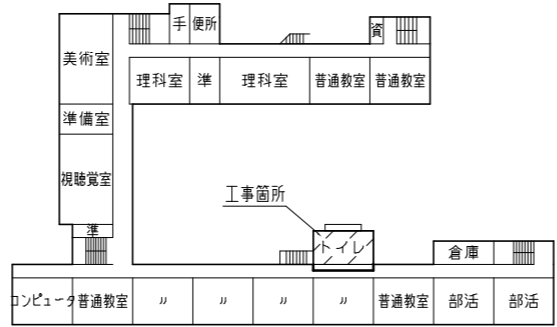 手 便所 資
美術室
理科室 準 理科室 普通教室 普通教室
準備室
視聴覚室
工事箇所
準
トイレ
倉庫
コンピュータ 普通教室 〃 〃 〃 〃 普通教室 部活 部活